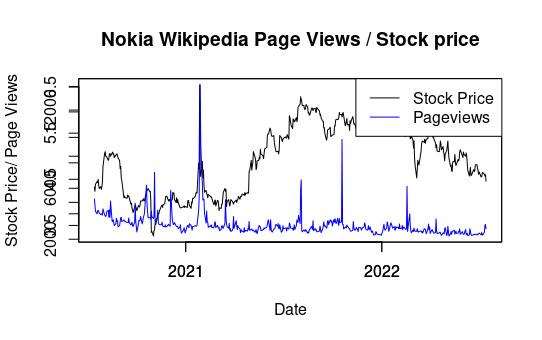 Nokia Wikipedia Page Views / Stock price
Stock Price/ Page Views
Stock Price
Pageviews
2021
2022
Date